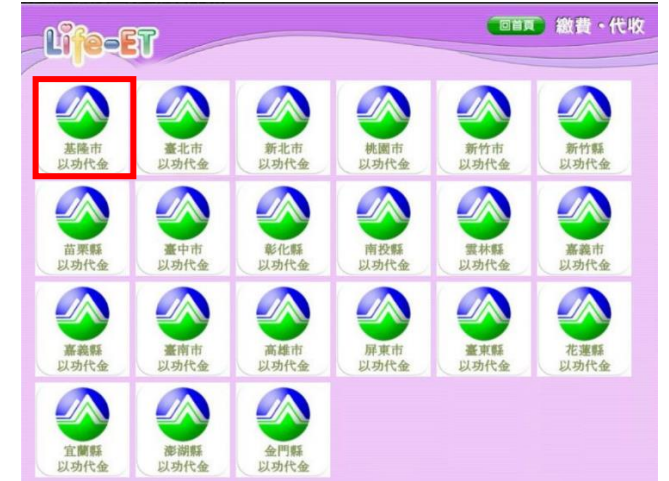 Life-ET
回首頁 繳費・代收
基隆市 臺北市 新北市 桃園市 新竹市 新竹縣
以功代金 以功代金 以功代金 以功代金 以功代金 以功代金
苗栗縣 臺中市 彰化縣 南投縣 雲林縣 嘉義市
以功代金 以功代金 以功代金 以功代金 以功代金 以功代金
嘉義縣 臺南市 高雄市 屏東市 臺東縣 花蓮縣
以功代金 以功代金 以功代金 以功代金 以功代金 以功代金
宜蘭縣 澎湖縣 金門縣
以功代金 以功代金 以功代金